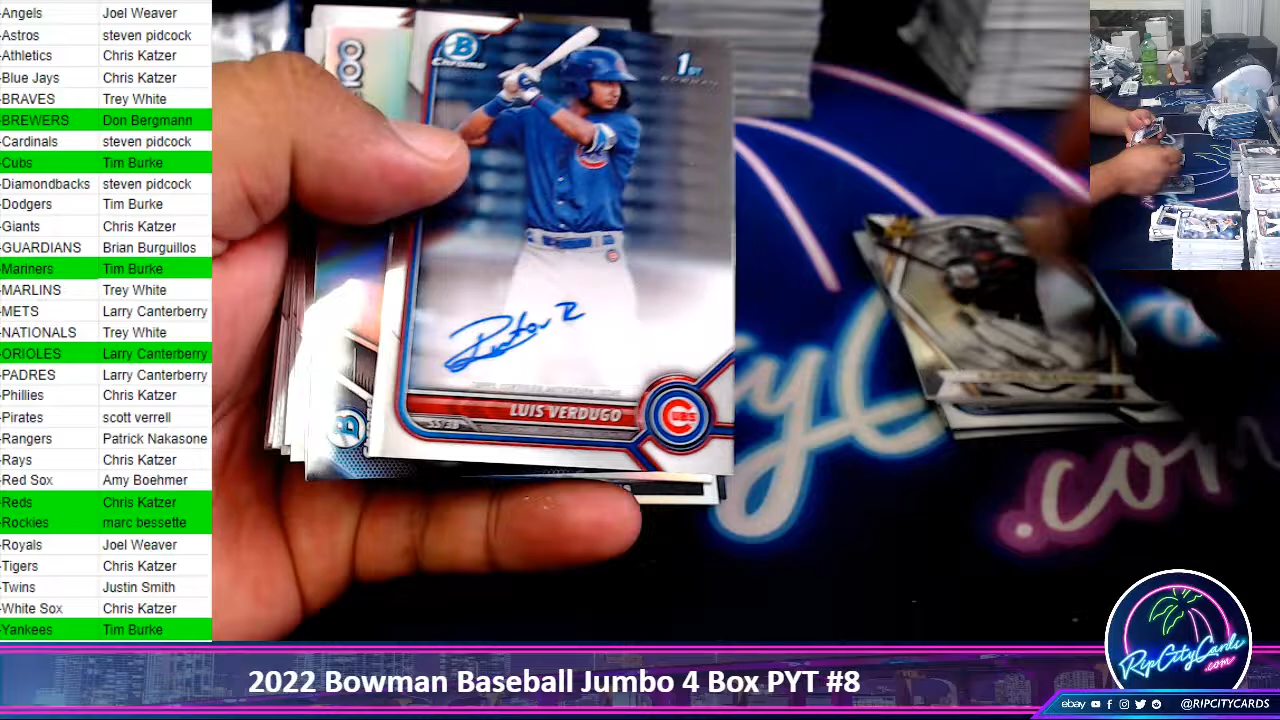 -Angels Joel Weaver
-Astros steven pidcock
-Athletics Chris Katzer
-Blue Jays Chris Katzer
-BRAVES Trey White
-BREWERS Don Bergmann
-Cardinals steven pidcock
-Cubs Tim Burke
-Diamondbacks steven pidcock
-Dodgers Tim Burke
-Giants Chris Katzer
-GUARDIANS Brian Burguillos
-Mariners Tim Burke
-MARLINS Trey White
-METS Larry Canterberry
-NATIONALS Trey White
-ORIOLES Larry Canterberry
-PADRES Larry Canterberry
-Phillies Chris Katzer
-Pirates scott verrell
-Rangers Patrick Nakasone
-Rays Chris Katzer
-Red Sox Amy Boehmer
-Reds Chris Katzer
-Rockies marc bessette
-Royals Joel Weaver
-Tigers Chris Katzer
-Twins Justin Smith
-White Sox Chris Katzer
-Yankees Tim Burke
B
Chrome
1ST
BOWMAN
LUIS VERDUGO
SS/3B
CUBS
.com
RipCityCards
.com
2022 Bowman Baseball Jumbo 4 Box PYT #8
ebay @RIPCITYCARDS